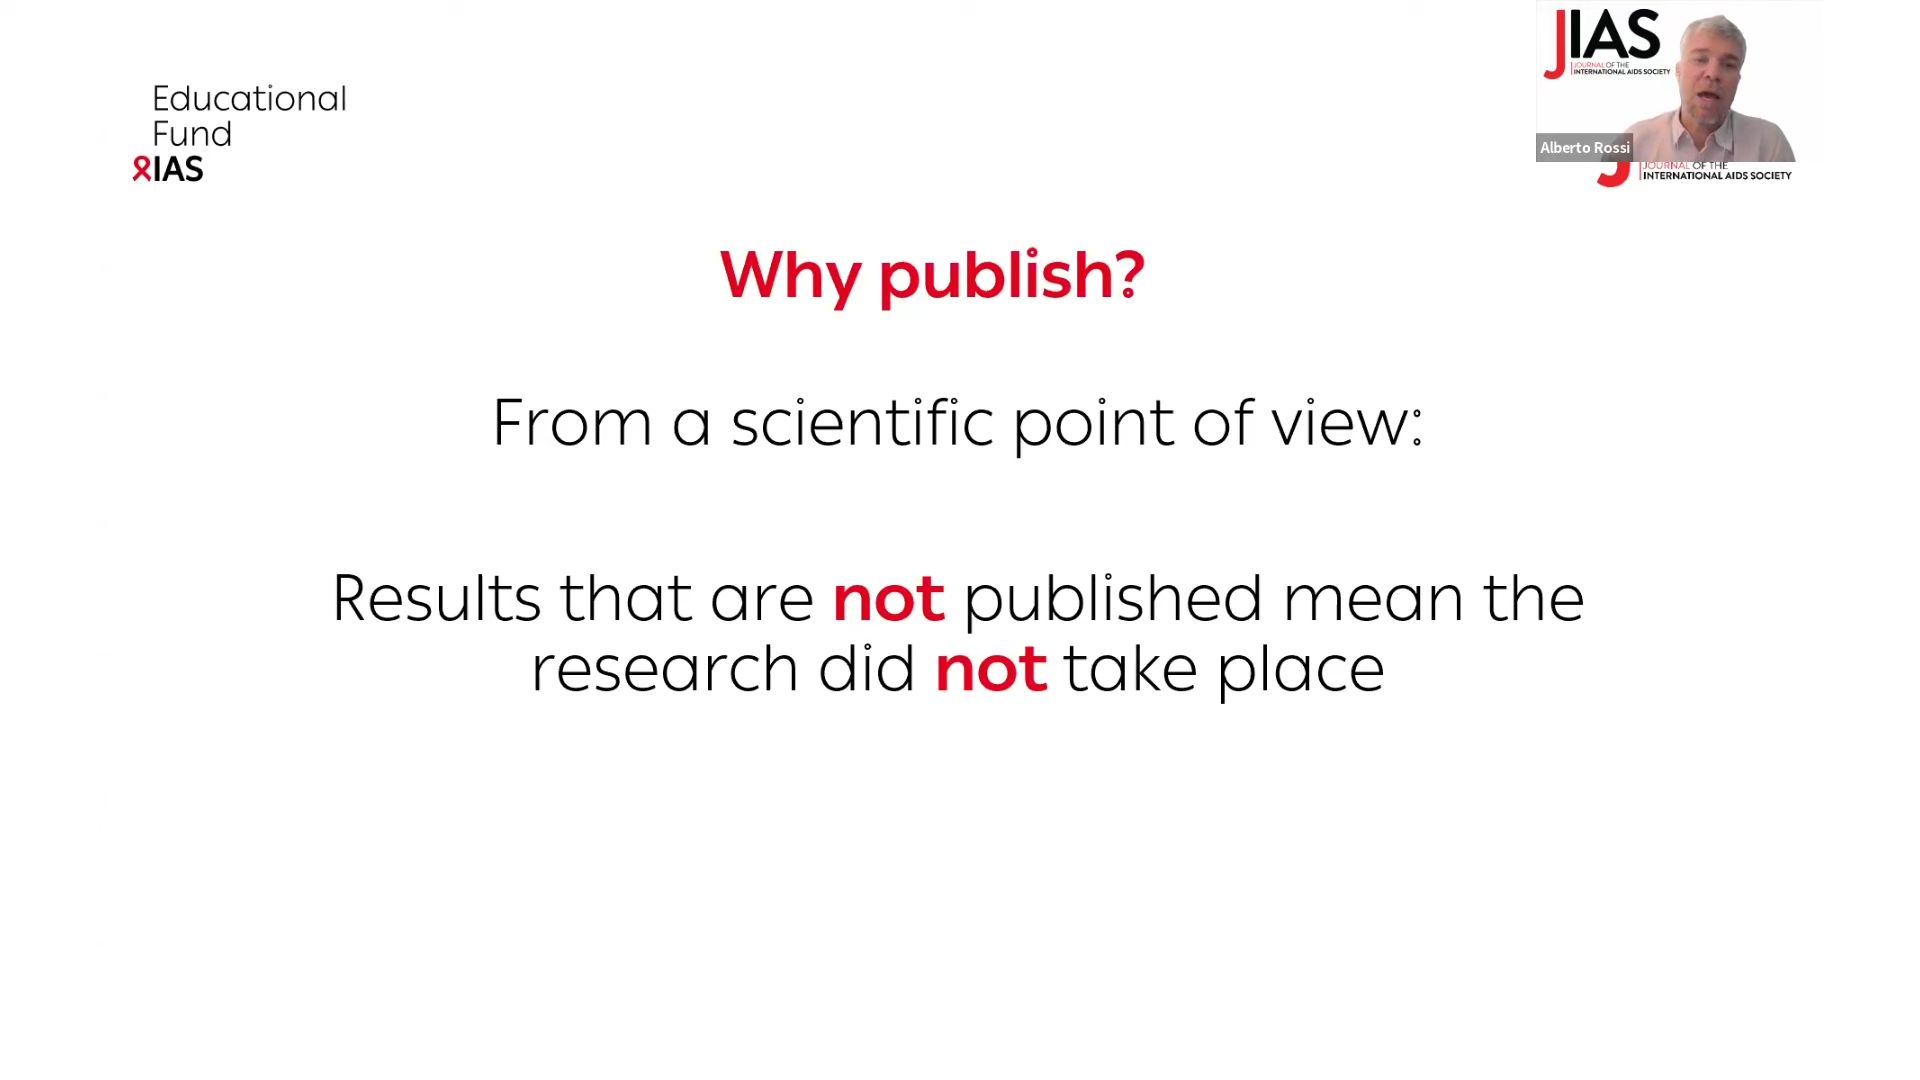 Educational
Fund
IAS
JIAS
JOURNAL OF THE
INTERNATIONAL AIDS SOCIETY
Alberto Rossi
JOURNAL OF THE
INTERNATIONAL AIDS SOCIETY
Why publish?
From a scientific point of view:
Results that are not published mean the
research did not take place